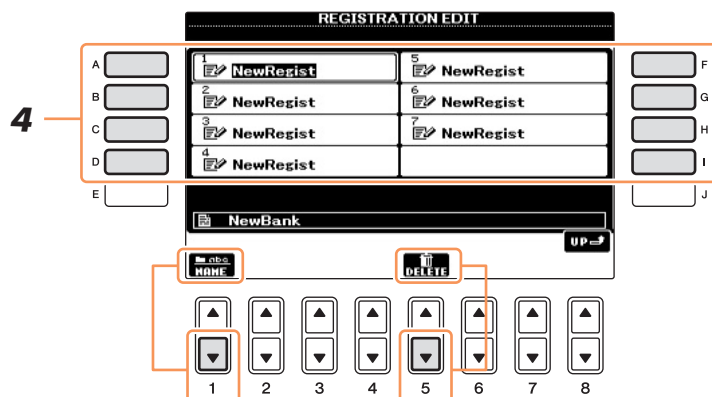 REGISTRATION EDIT
4
A
B
C
D
E
1 NewRegist
2 NewRegist
3 NewRegist
4 NewRegist
5 NewRegist
6 NewRegist
7 NewRegist
F
G
H
I
J
NewBank
UP
abc
NAME
DELETE
1 2 3 4 5 6 7 8